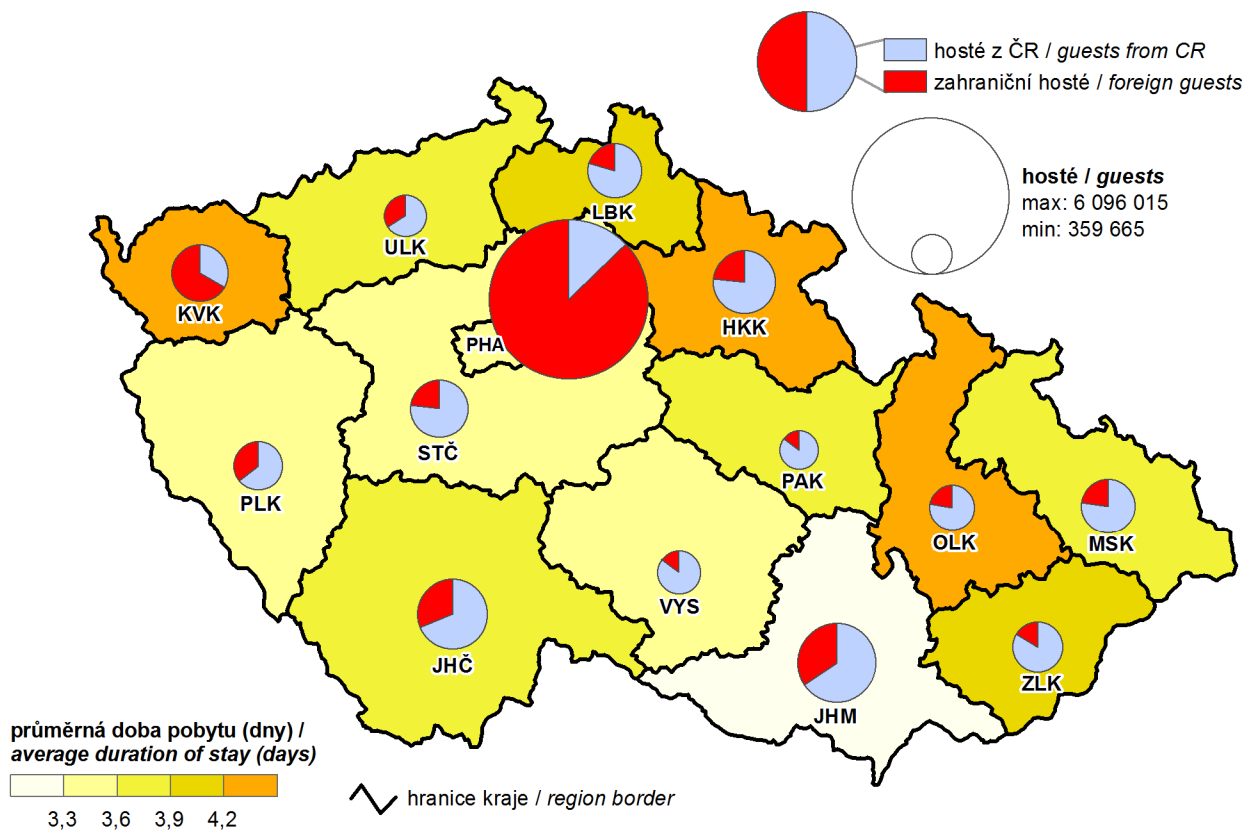 hosté z ČR / guests from CR
zahraniční hosté / foreign guests
hosté / guests
max: 6 096 015
min: 359 665
LBK
ULK
KVK
HKK
PHA
STČ
PLK
PAK
OLK
MSK
VYS
JHČ
ZLK
JHM
průměrná doba pobytu (dny) /
average duration of stay (days)
3,3 3,6 3,9 4,2
hranice kraje / region border